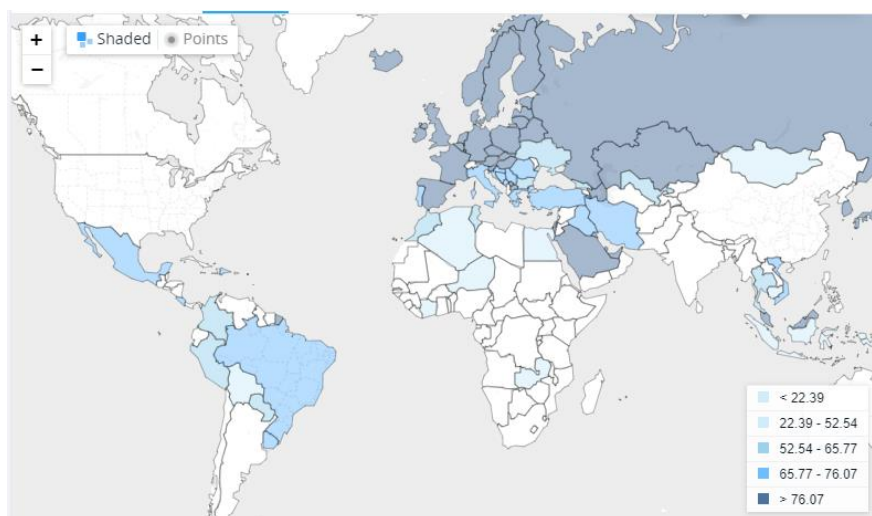 +
Shaded Points
−
< 22.39
22.39 - 52.54
52.54 - 65.77
65.77 - 76.07
> 76.07